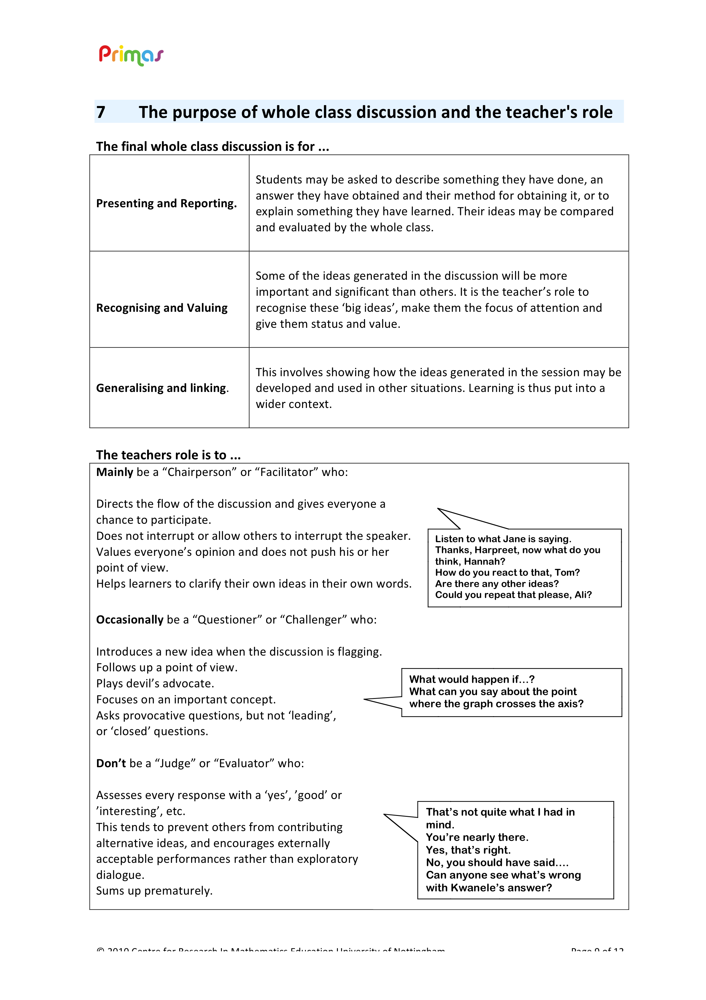 Primas
7 The purpose of whole class discussion and the teacher's role
The final whole class discussion is for ...
Presenting and Reporting.
Students may be asked to describe something they have done, an
answer they have obtained and their method for obtaining it, or to
explain something they have learned. Their ideas may be compared
and evaluated by the whole class.
Recognising and Valuing
Some of the ideas generated in the discussion will be more
important and significant than others. It is the teacher’s role to
recognise these ‘big ideas’, make them the focus of attention and
give them status and value.
Generalising and linking.
This involves showing how the ideas generated in the session may be
developed and used in other situations. Learning is thus put into a
wider context.
The teachers role is to ...
Mainly be a “Chairperson” or “Facilitator” who:
Directs the flow of the discussion and gives everyone a
chance to participate.
Does not interrupt or allow others to interrupt the speaker.
Values everyone’s opinion and does not push his or her
point of view.
Helps learners to clarify their own ideas in their own words.
Listen to what Jane is saying.
Thanks, Harpreet, now what do you
think, Hannah?
How do you react to that, Tom?
Are there any other ideas?
Could you repeat that please, Ali?
Occasionally be a “Questioner” or “Challenger” who:
Introduces a new idea when the discussion is flagging.
Follows up a point of view.
Plays devil’s advocate.
Focuses on an important concept.
Asks provocative questions, but not ‘leading’,
or ‘closed’ questions.
What would happen if…?
What can you say about the point
where the graph crosses the axis?
Don’t be a “Judge” or “Evaluator” who:
Assesses every response with a ‘yes’, ’good’ or
’interesting’, etc.
This tends to prevent others from contributing
alternative ideas, and encourages externally
acceptable performances rather than exploratory
dialogue.
Sums up prematurely.
That’s not quite what I had in
mind.
You’re nearly there.
Yes, that’s right.
No, you should have said….
Can anyone see what’s wrong
with Kwanele’s answer?
© 2010 Centre for Research In Mathematics Education University of Nottingham Page 9 of 12